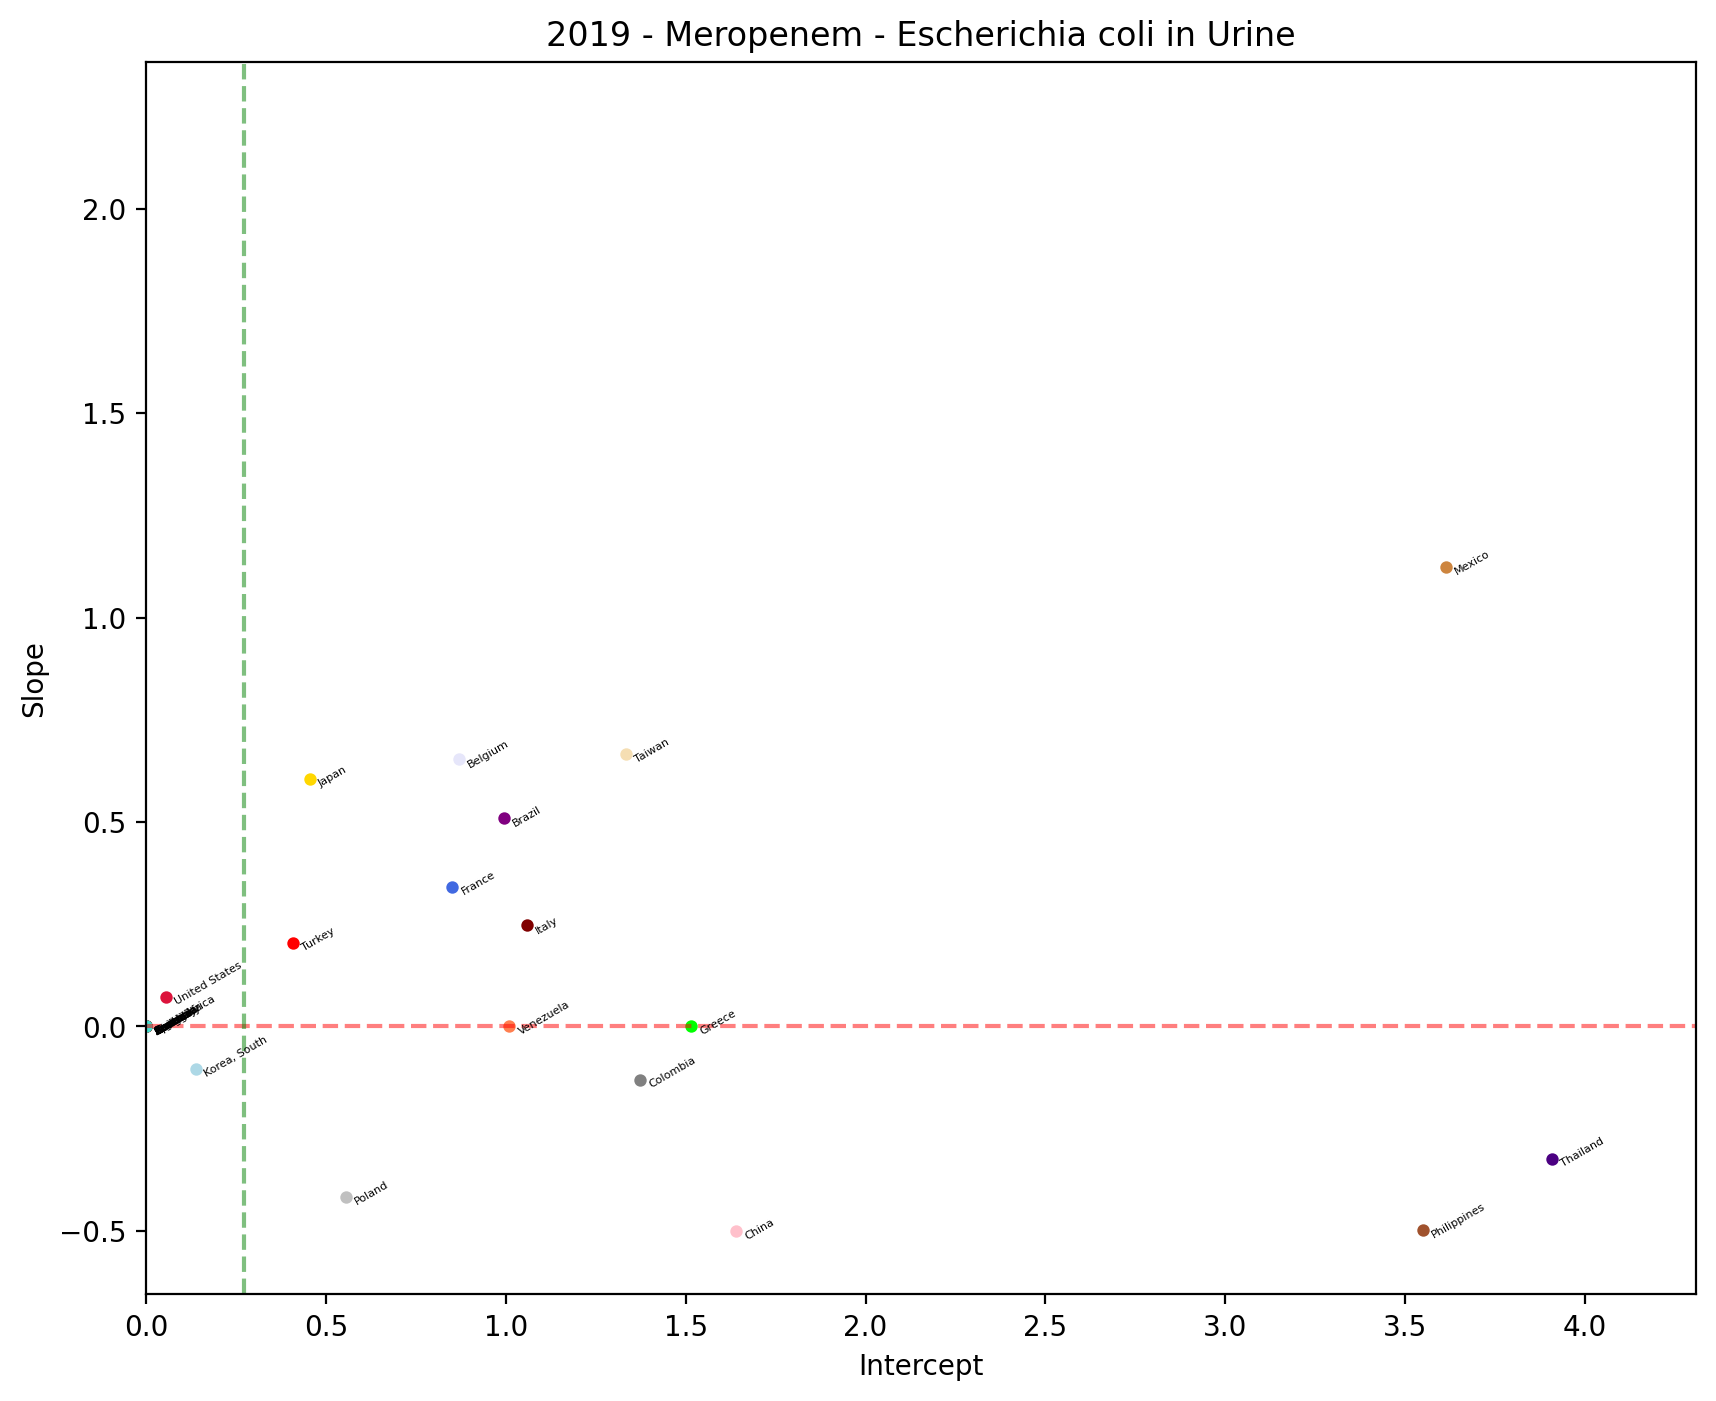 2019 - Meropenem - Escherichia coli in Urine
2.0
1.5
1.0
0.5
0.0
−0.5
Slope
Mexico
Taiwan
Belgium
Japan
Brazil
France
Italy
Turkey
United States
Venezuela
Greece
Korea, South
Colombia
Thailand
Poland
China
Philippines
0.0 0.5 1.0 1.5 2.0 2.5 3.0 3.5 4.0
Intercept